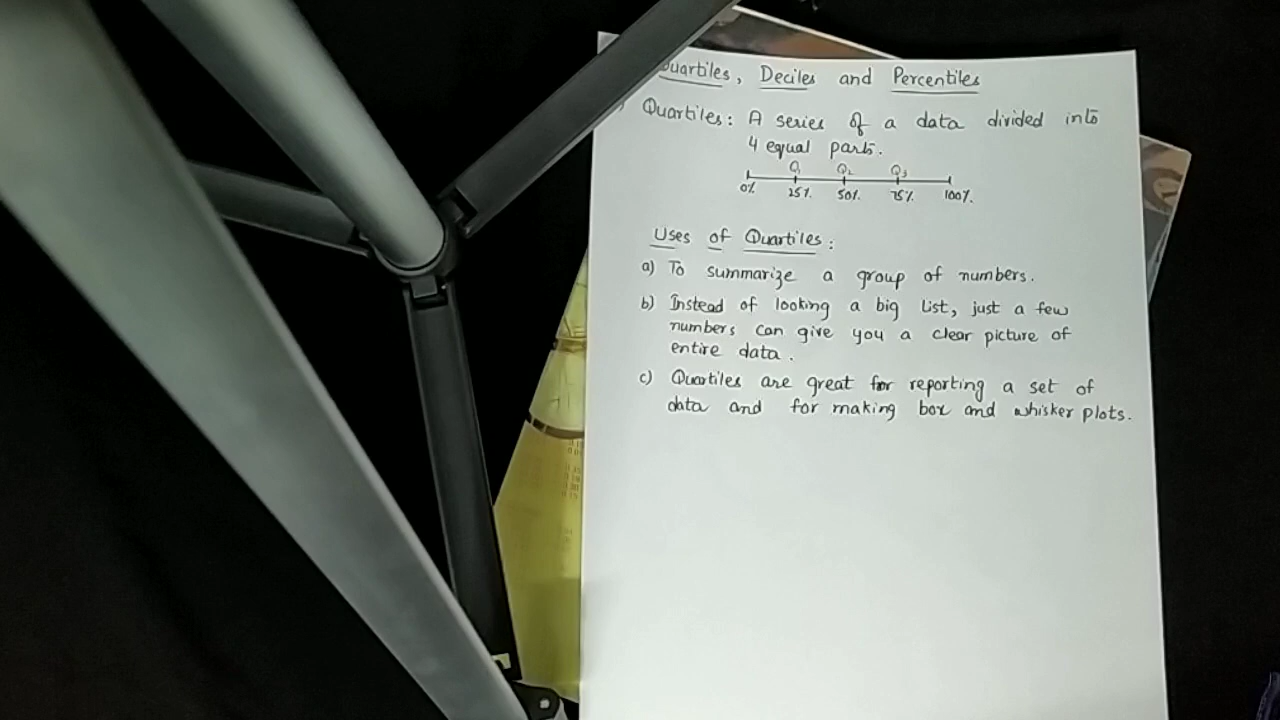 Quartiles, Deciles and Percentiles
Quartiles: A series of a data divided into
4 equal parts.
Q1 Q2 Q3
0% 25% 50% 75% 100%
Uses of Quartiles:
a) To summarize a group of numbers.
b) Instead of looking a big list, just a few
numbers can give you a clear picture of
entire data.
c) Quartiles are great for reporting a set of
data and for making box and whisker plots.